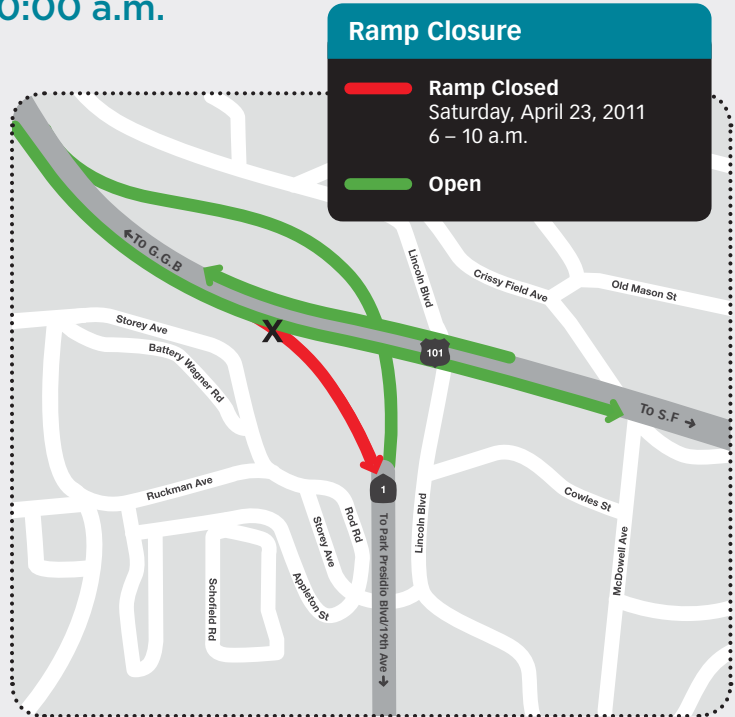 0:00 a.m.
Ramp Closure
Ramp Closed
Saturday, April 23, 2011
6 – 10 a.m.
Open
←To G.G.B
Lincoln Blvd
Crissy Field Ave
Old Mason St
Storey Ave
Battery Wagner Rd
101
To S.F →
Ruckman Ave
1
Cowles St
Storey Ave
Rod Rd
Lincoln Blvd
McDowell Ave
Schofield Rd
Appleton St
To Park Presidio Blvd/19th Ave →
X